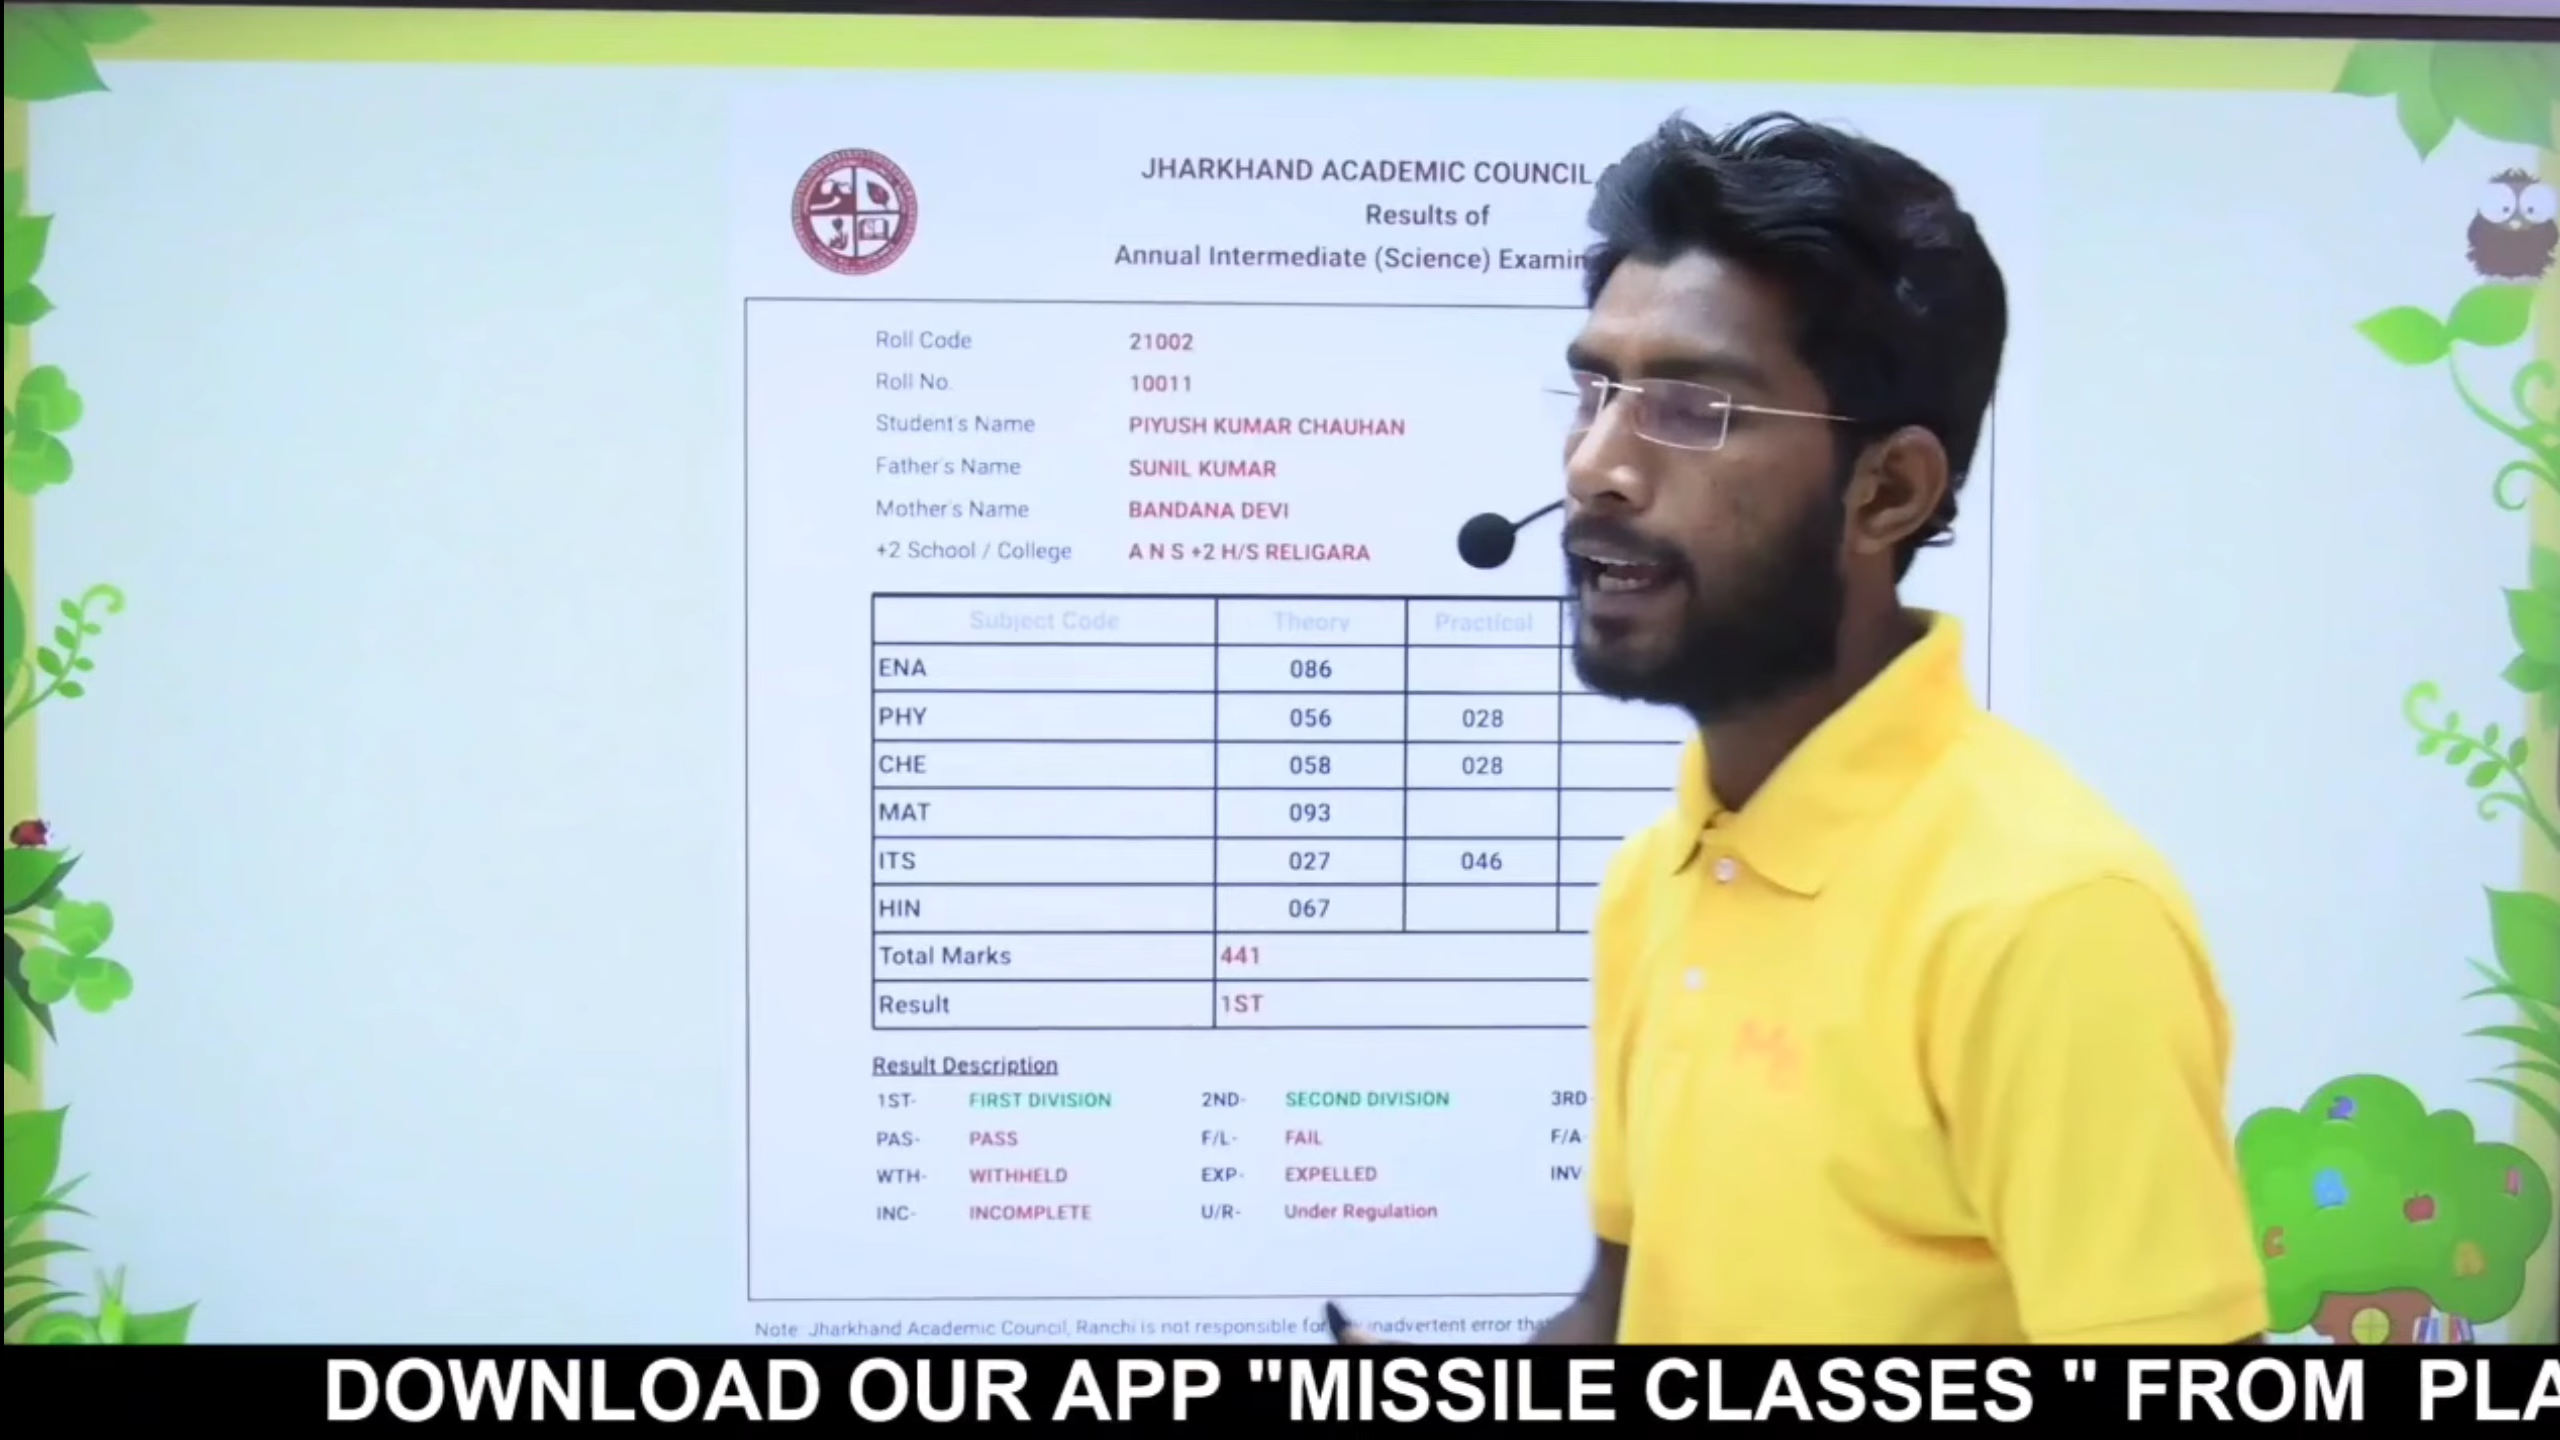 JHARKHAND ACADEMIC COUNCIL
Results of
Annual Intermediate (Science)
Roll Code 21002
Roll No. 10011
Student's Name PIYUSH KUMAR CHAUHAN
Father's Name SUNIL KUMAR
Mother's Name BANDANA DEVI
+2 School / College A N S +2 H/S RELIGARA
Subject Code Theory Practical
ENA 086
PHY 056 028
CHE 058 028
MAT 093
ITS 027 046
HIN 067
Total Marks 441
Result 1ST
Result Description
1ST- FIRST DIVISION 2ND- SECOND DIVISION 3RD-
PAS- PASS F/L- FAIL F/A-
WTH- WITHHELD EXP- EXPELLED INV
INC- INCOMPLETE U/R- Under Regulation
Note: Jharkhand Academic Council, Ranchi is not responsible for inadvertent error
DOWNLOAD OUR APP "MISSILE CLASSES " FROM PLA